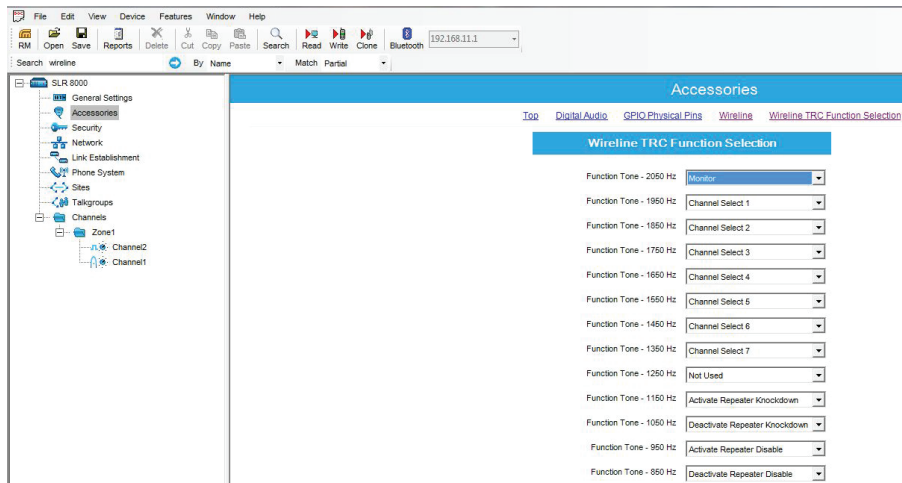 File Edit View Device Features Window Help
RM Open Save Reports Delete Cut Copy Paste Search Read Write Clone Bluetooth 192.168.11.1
Search wireline By Name Match Partial
SLR 8000
General Settings
Accessories
Security
Network
Link Establishment
Phone System
Sites
Talkgroups
Channels
Zone1
Channel2
Channel1
Accessories
Top Digital Audio GPIO Physical Pins Wireline Wireline TRC Function Selection
Wireline TRC Function Selection
Function Tone - 2050 Hz Monitor
Function Tone - 1950 Hz Channel Select 1
Function Tone - 1850 Hz Channel Select 2
Function Tone - 1750 Hz Channel Select 3
Function Tone - 1650 Hz Channel Select 4
Function Tone - 1550 Hz Channel Select 5
Function Tone - 1450 Hz Channel Select 6
Function Tone - 1350 Hz Channel Select 7
Function Tone - 1250 Hz Not Used
Function Tone - 1150 Hz Activate Repeater Knockdown
Function Tone - 1050 Hz Deactivate Repeater Knockdown
Function Tone - 950 Hz Activate Repeater Disable
Function Tone - 850 Hz Deactivate Repeater Disable